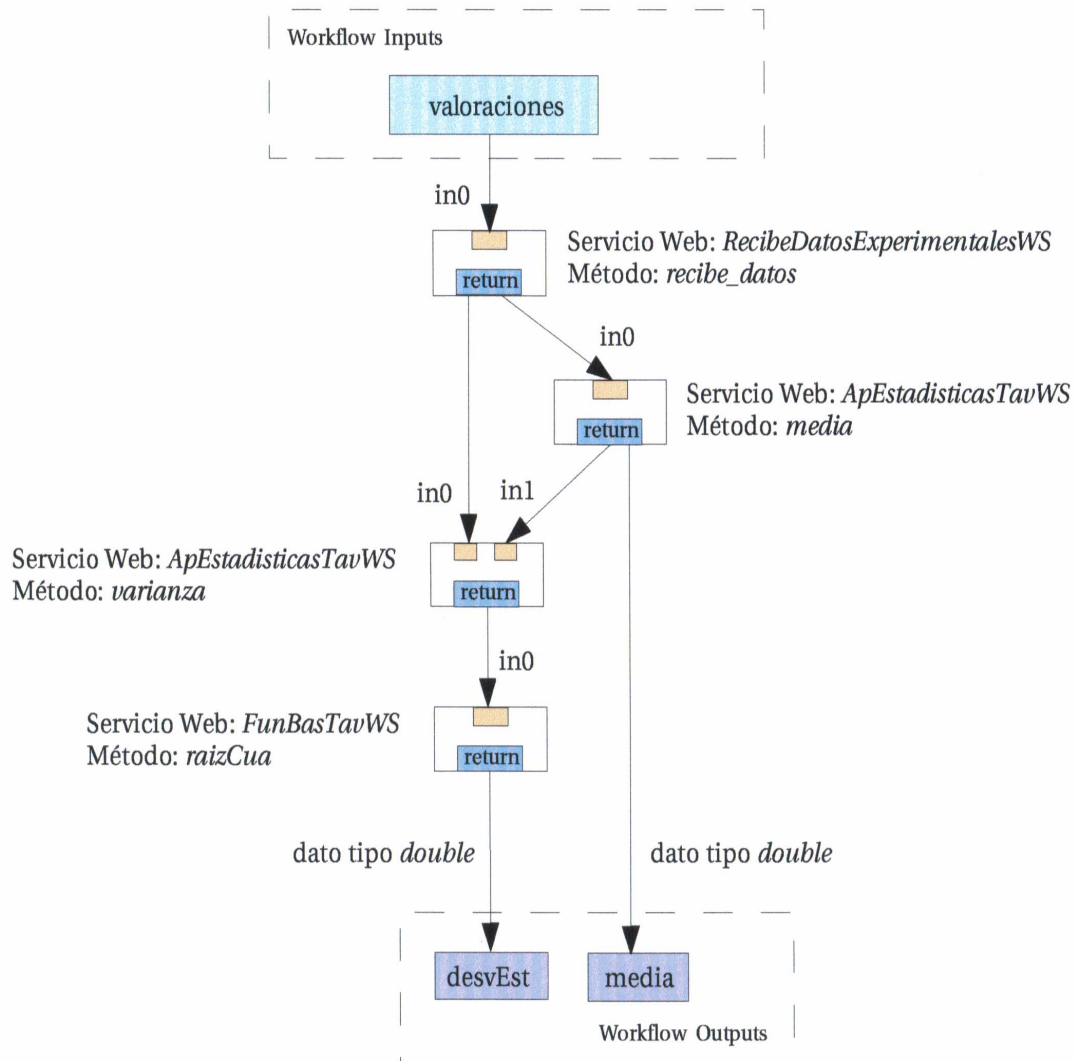 Workflow Inputs
valoraciones
in0
Servicio Web: RecibeDatosExperimentalesWS
Método: recibe_datos
return
in0
Servicio Web: ApEstadisticasTavWS
Método: media
return
in0
in1
Servicio Web: ApEstadisticasTavWS
Método: varianza
return
in0
Servicio Web: FunBasTavWS
Método: raizCua
return
dato tipo double
dato tipo double
desvEst
media
Workflow Outputs